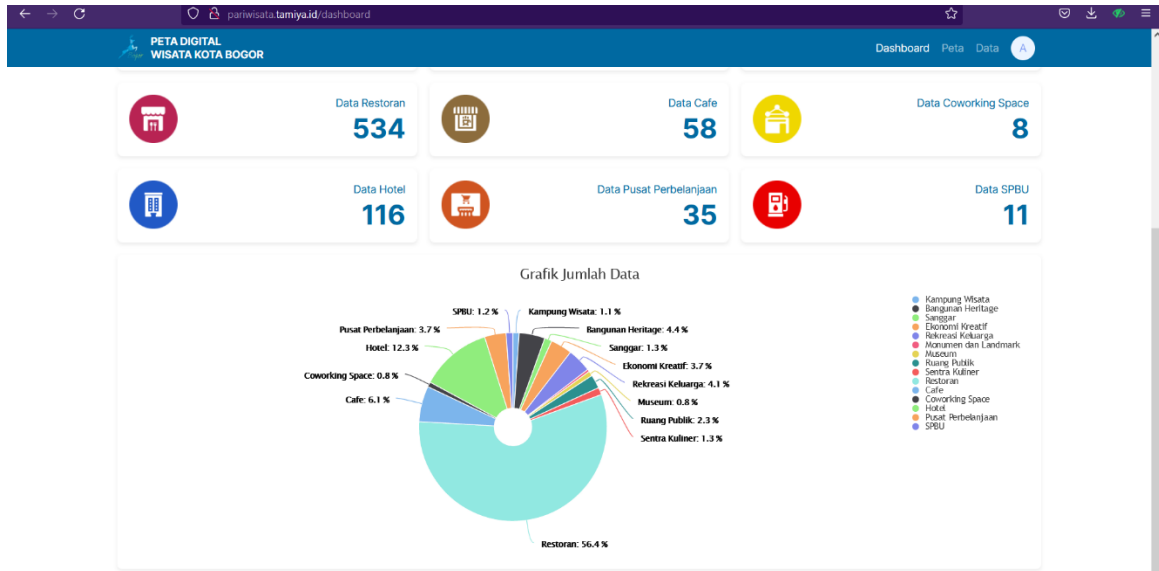 pariwisata.tamiya.id/dashboard
PETA DIGITAL
WISATA KOTA BOGOR
Dashboard Peta Data A
Data Restoran
534
Data Cafe
58
Data Coworking Space
8
Data Hotel
116
Data Pusat Perbelanjaan
35
Data SPBU
11
Grafik Jumlah Data
SPBU: 1.2 %
Kampung Wisata: 1.1 %
Pusat Perbelanjaan: 3.7 %
Bangunan Heritage: 4.4 %
Hotel: 12.3 %
Sanggar: 1.3 %
Ekonomi Kreatif: 3.7 %
Coworking Space: 0.8 %
Rekreasi Keluarga: 4.1 %
Cafe: 6.1 %
Museum: 0.8 %
Ruang Publik: 2.3 %
Sentra Kuliner: 1.3 %
Restoran: 56.4 %
Kampung Wisata
Bangunan Heritage
Sanggar
Ekonomi Kreatif
Rekreasi Keluarga
Monumen dan Landmark
Museum
Ruang Publik
Sentra Kuliner
Restoran
Cafe
Coworking Space
Hotel
Pusat Perbelanjaan
SPBU